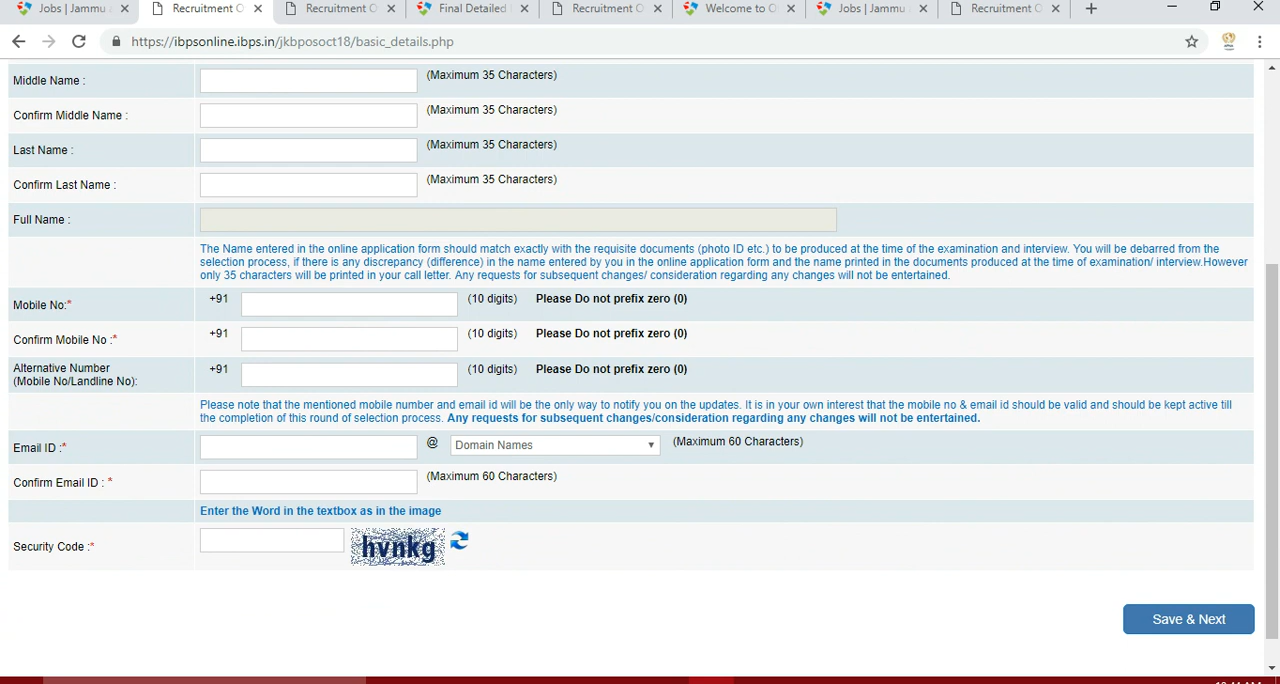 Jobs | Jammu
Recruitment O
Recruitment O
Final Detailed
Recruitment O
Welcome to O
Jobs | Jammu
Recruitment O
https://ibpsonline.ibps.in/jkbposoct18/basic_details.php
Middle Name : (Maximum 35 Characters)
Confirm Middle Name : (Maximum 35 Characters)
Last Name : (Maximum 35 Characters)
Confirm Last Name : (Maximum 35 Characters)
Full Name :
The Name entered in the online application form should match exactly with the requisite documents (photo ID etc.) to be produced at the time of the examination and interview. You will be debarred from the
selection process, if there is any discrepancy (difference) in the name entered by you in the online application form and the name printed in the documents produced at the time of examination/ interview.However
only 35 characters will be printed in your call letter. Any requests for subsequent changes/ consideration regarding any changes will not be entertained.
Mobile No:* +91 (10 digits) Please Do not prefix zero (0)
Confirm Mobile No :* +91 (10 digits) Please Do not prefix zero (0)
Alternative Number
(Mobile No/Landline No): +91 (10 digits) Please Do not prefix zero (0)
Please note that the mentioned mobile number and email id will be the only way to notify you on the updates. It is in your own interest that the mobile no & email id should be valid and should be kept active till
the completion of this round of selection process. Any requests for subsequent changes/consideration regarding any changes will not be entertained.
Email ID :* @ Domain Names (Maximum 60 Characters)
Confirm Email ID : * (Maximum 60 Characters)
Enter the Word in the textbox as in the image
Security Code :* hvnkg
Save & Next